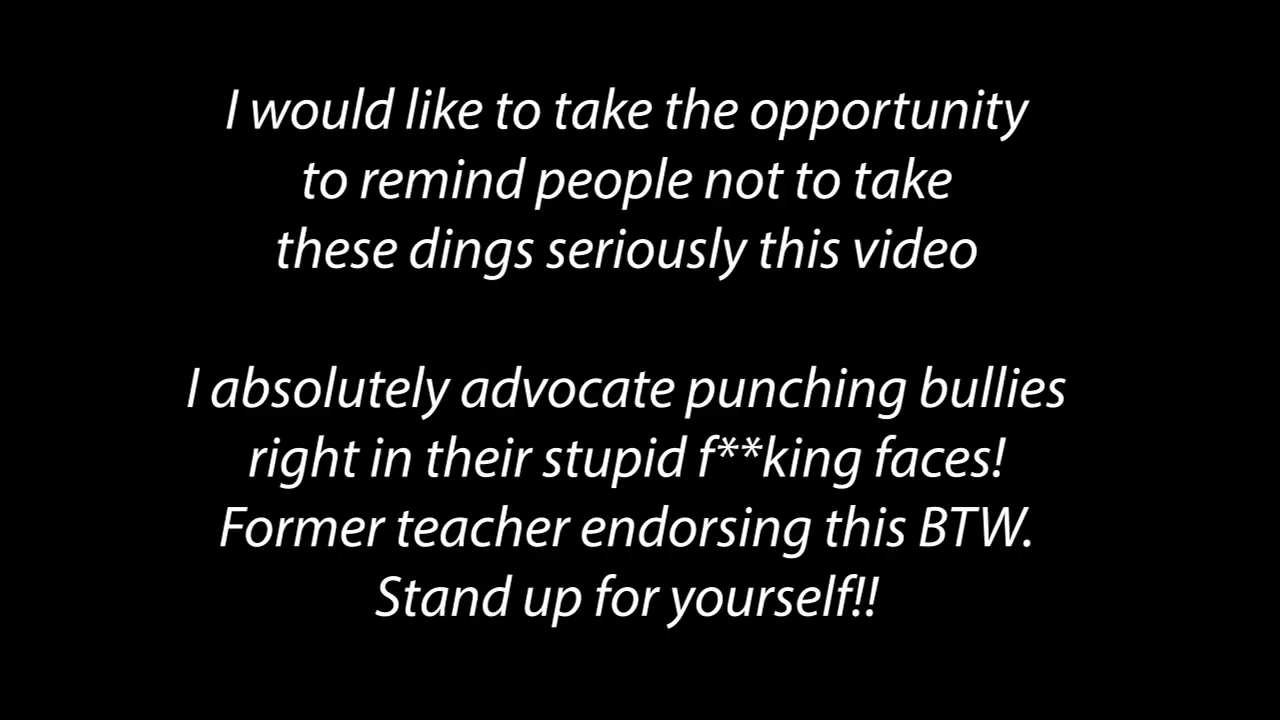 I would like to take the opportunity
to remind people not to take
these dings seriously this video
I absolutely advocate punching bullies
right in their stupid f**king faces!
Former teacher endorsing this BTW.
Stand up for yourself!!